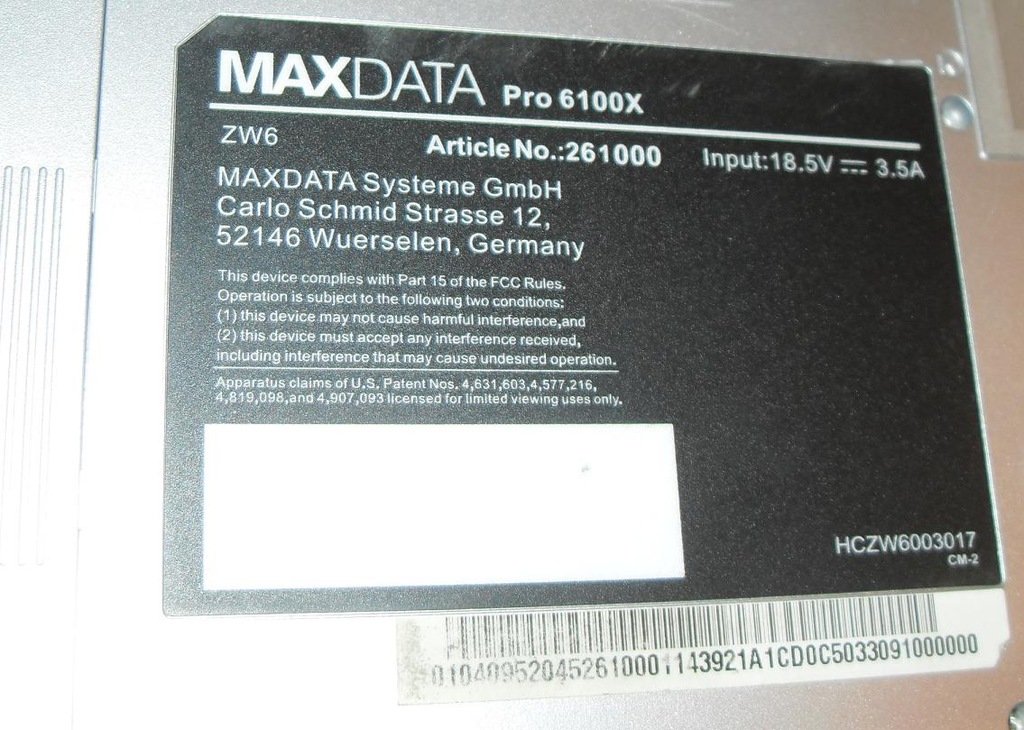 MAXDATA Pro 6100X
ZW6 Article No.:261000 Input:18.5V ⎓ 3.5A
MAXDATA Systeme GmbH
Carlo Schmid Strasse 12,
52146 Wuerselen, Germany
This device complies with Part 15 of the FCC Rules.
Operation is subject to the following two conditions:
(1) this device may not cause harmful interference,and
(2) this device must accept any interference received,
including interference that may cause undesired operation.
Apparatus claims of U.S. Patent Nos. 4,631,603,4,577,216,
4,819,098,and 4,907,093 licensed for limited viewing uses only.
HCZW6003017
CM-2